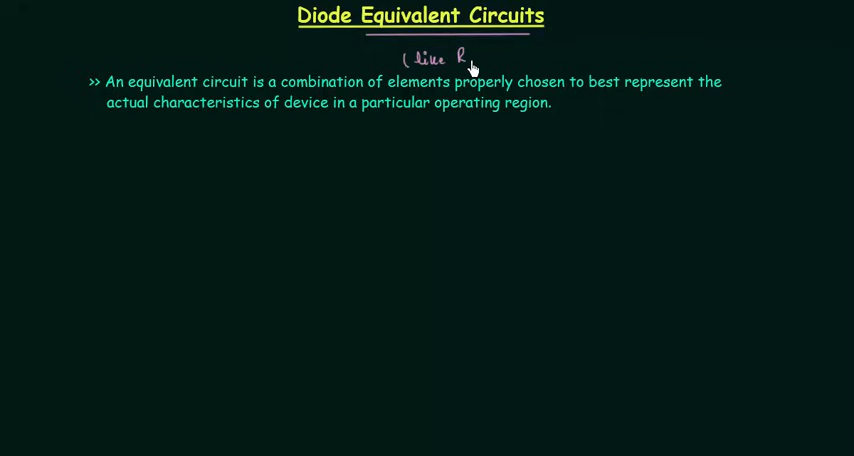 Diode Equivalent Circuits
(like R
>> An equivalent circuit is a combination of elements properly chosen to best represent the
actual characteristics of device in a particular operating region.